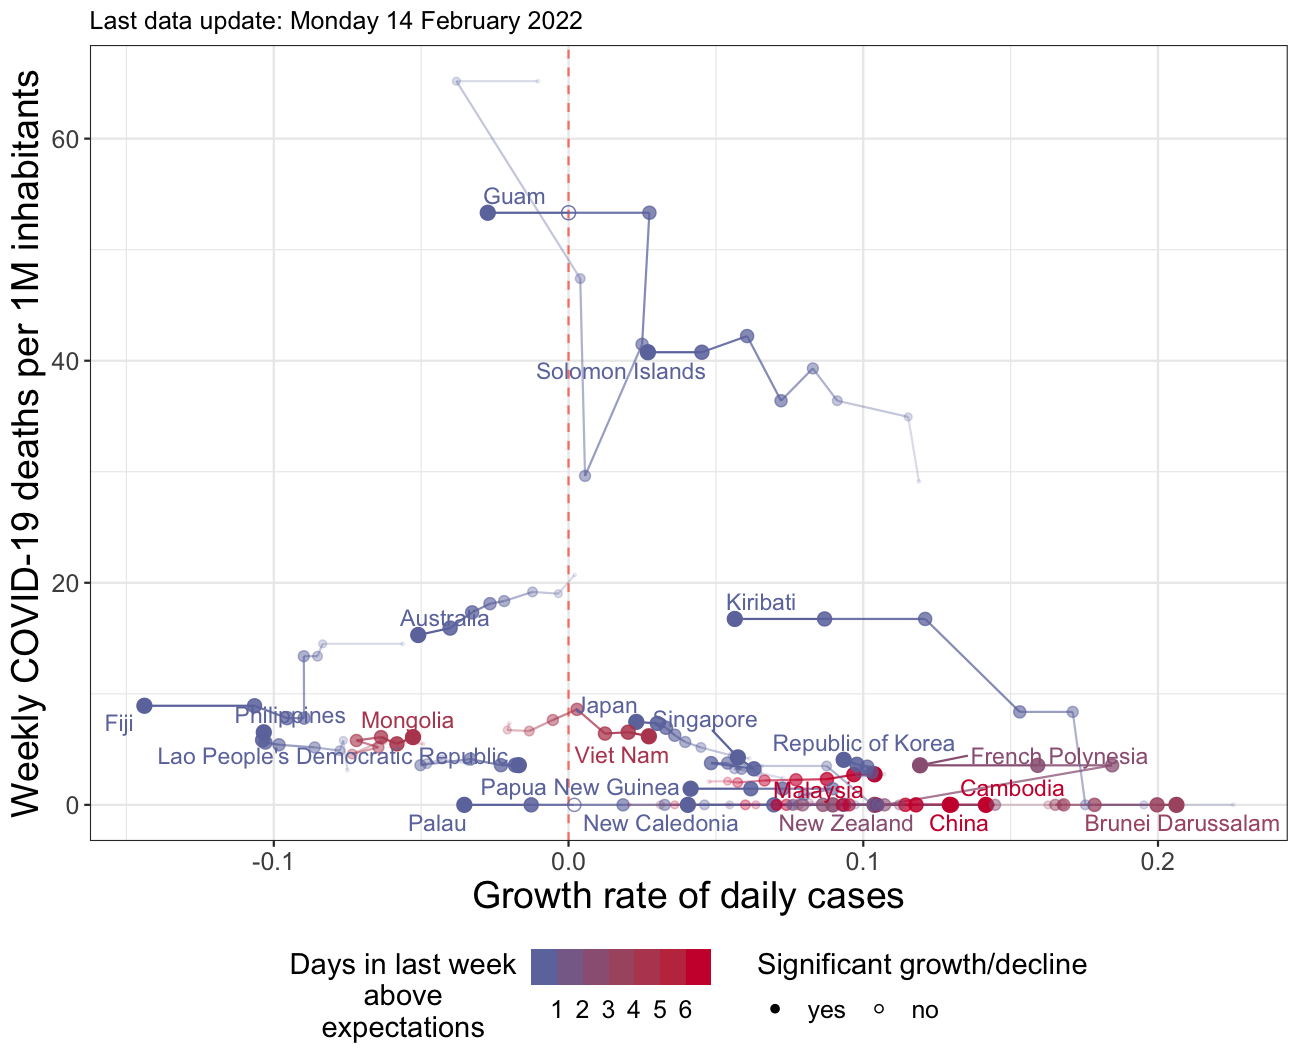 Last data update: Monday 14 February 2022
Weekly COVID-19 deaths per 1M inhabitants
60
40
20
0
Guam
Solomon Islands
Kiribati
Australia
Fiji
Philippines
Mongolia
Japan
Singapore
Lao People's Democratic Republic
Viet Nam
Republic of Korea
French Polynesia
Papua New Guinea
Malaysia
Cambodia
Palau
New Caledonia
New Zealand
China
Brunei Darussalam
-0.1 0.0 0.1 0.2
Growth rate of daily cases
Days in last week
above
expectations
1 2 3 4 5 6
Significant growth/decline
yes no